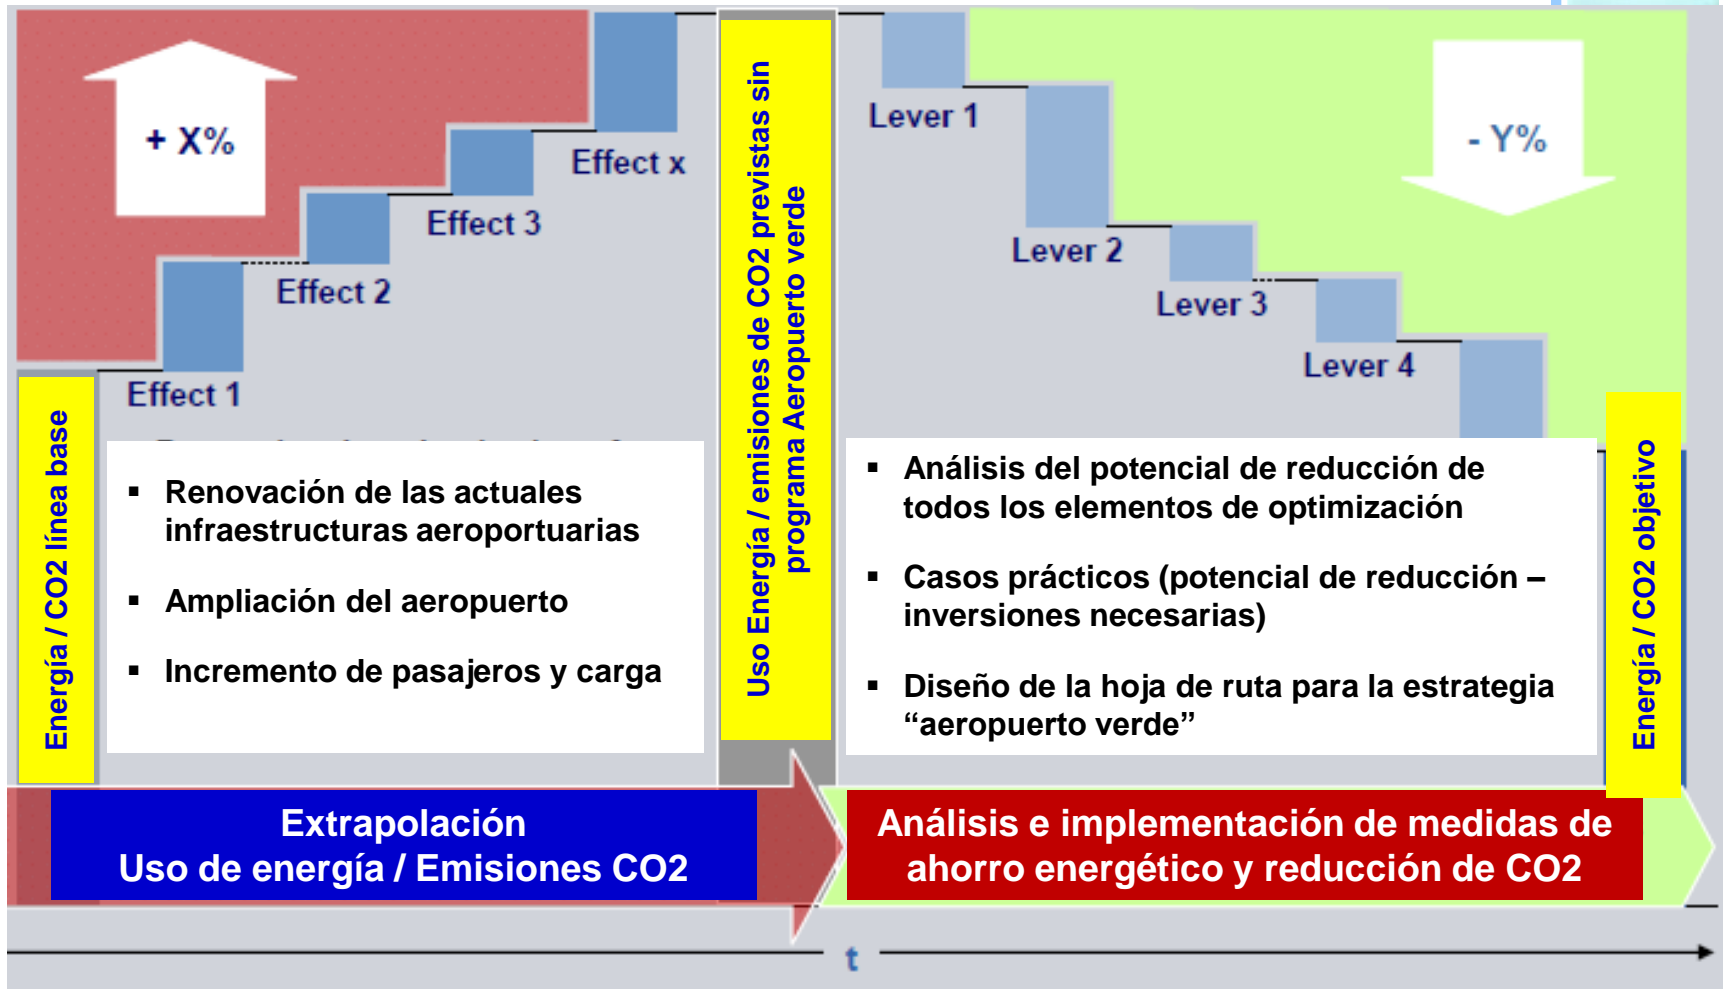 + X%
Effect 1
Effect 2
Effect 3
Effect x
Energía / CO2 línea base
▪ Renovación de las actuales
infraestructuras aeroportuarias
▪ Ampliación del aeropuerto
▪ Incremento de pasajeros y carga
Uso Energía / emisiones de CO2 previstas sin
programa Aeropuerto verde
Lever 1
Lever 2
Lever 3
Lever 4
- Y%
▪ Análisis del potencial de reducción de
todos los elementos de optimización
▪ Casos prácticos (potencial de reducción –
inversiones necesarias)
▪ Diseño de la hoja de ruta para la estrategia
“aeropuerto verde”
Energía / CO2 objetivo
Extrapolación
Uso de energía / Emisiones CO2
Análisis e implementación de medidas de
ahorro energético y reducción de CO2
t